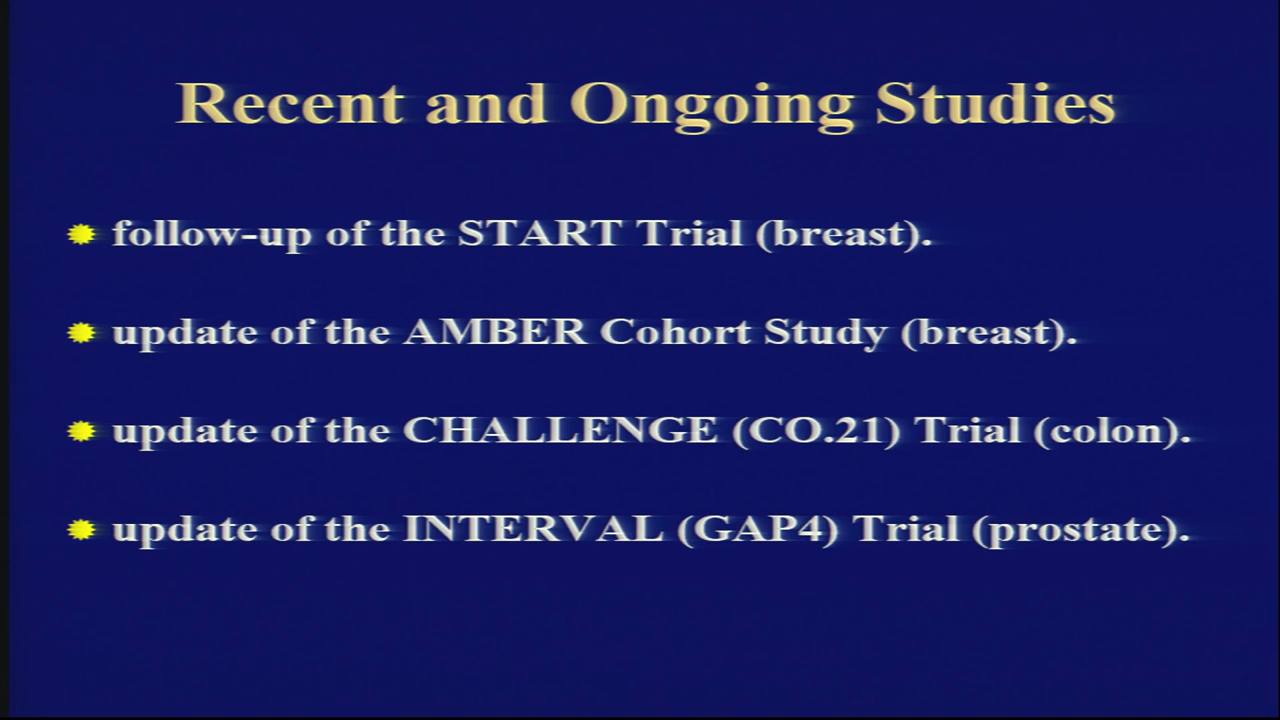 Recent and Ongoing Studies
follow-up of the START Trial (breast).
update of the AMBER Cohort Study (breast).
update of the CHALLENGE (CO.21) Trial (colon).
update of the INTERVAL (GAP4) Trial (prostate).